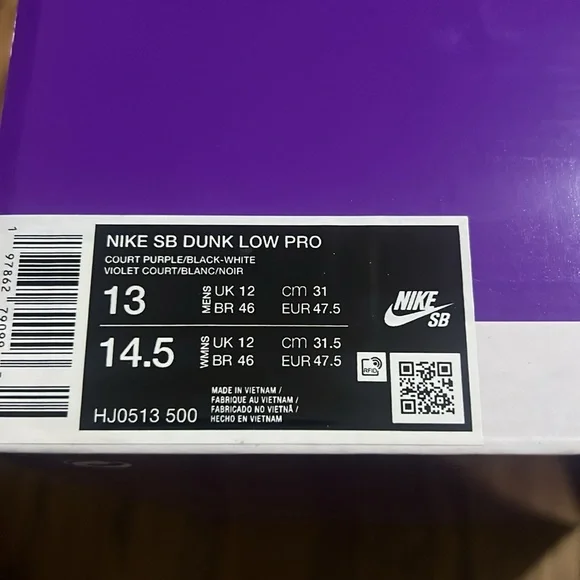 NIKE SB DUNK LOW PRO
COURT PURPLE/BLACK-WHITE
VIOLET COURT/BLANC/NOIR
13 MENS UK 12 cm 31
BR 46 EUR 47.5
14.5 WMNS UK 12 cm 31.5
BR 46 EUR 47.5
NIKE
SB
RFID
MADE IN VIETNAM /
FABRIQUE AU VIETNAM /
FABRICADO NO VIETNÃ /
HECHO EN VIETNAM
HJ0513 500
1 97862